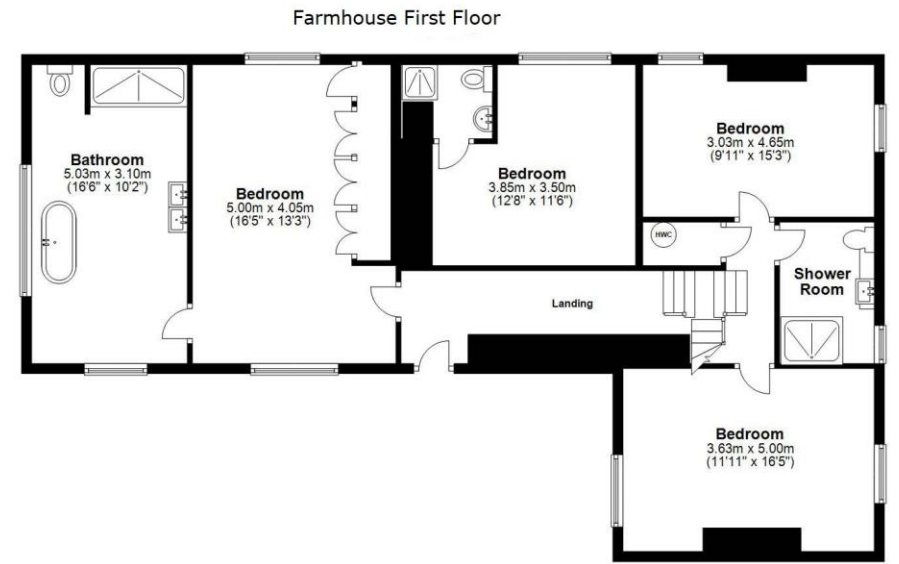 Farmhouse First Floor
Bathroom
5.03m x 3.10m
(16'6" x 10'2")
Bedroom
5.00m x 4.05m
(16'5" x 13'3")
Bedroom
3.85m x 3.50m
(12'8" x 11'6")
Bedroom
3.03m x 4.65m
(9'11" x 15'3")
HWC
Shower
Room
Landing
Bedroom
3.63m x 5.00m
(11'11" x 16'5")